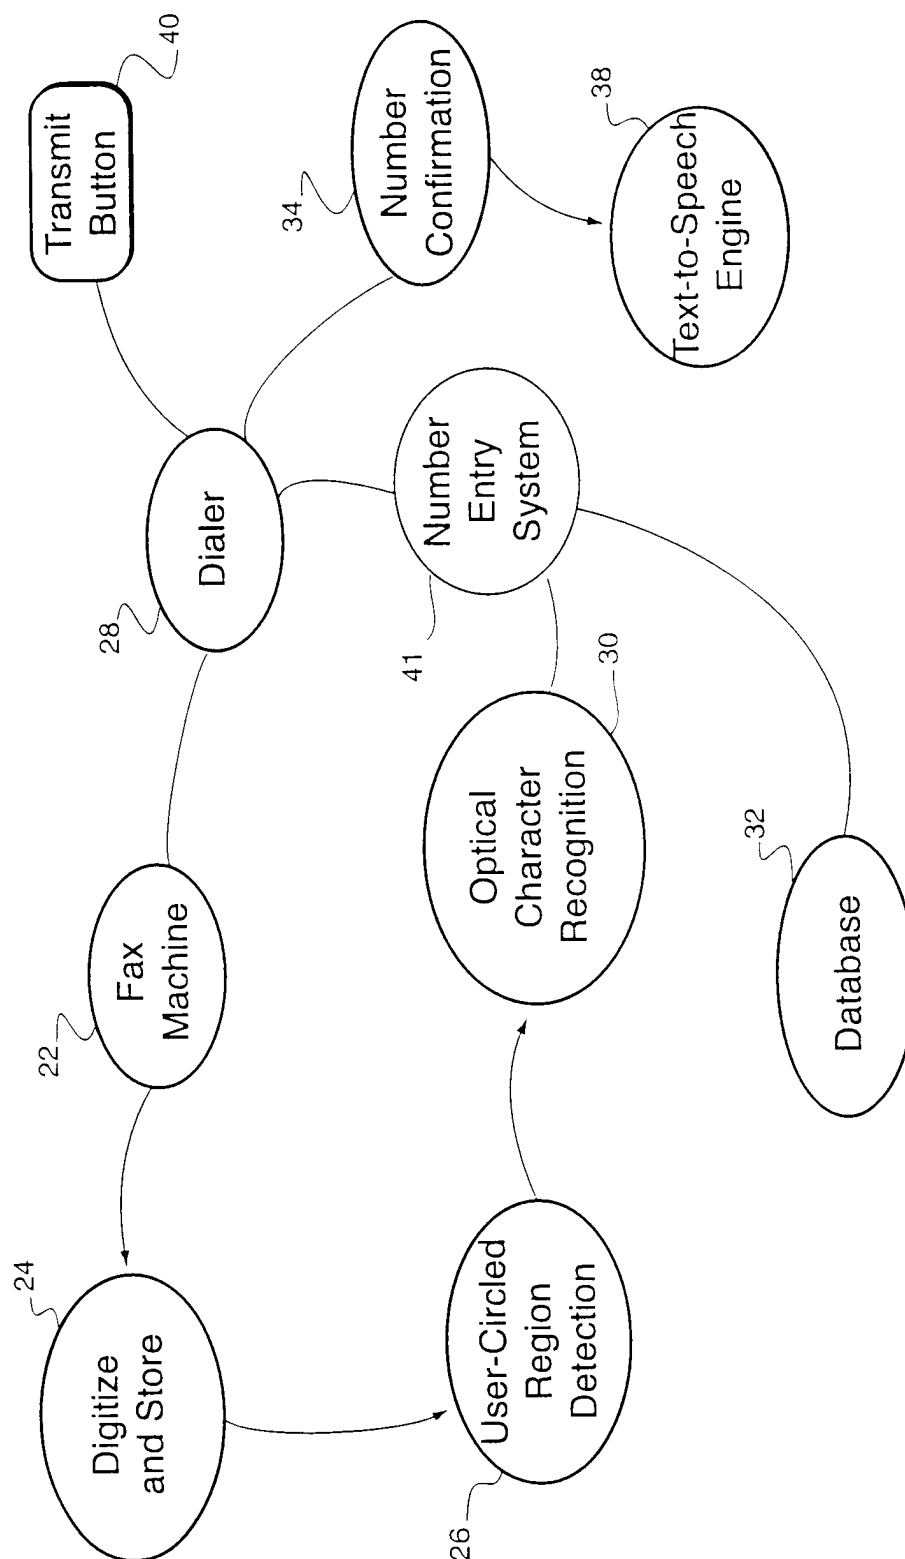 24
Digitize
and Store
22
Fax
Machine
28
Dialer
Transmit
Button
40
26
User-Circled
Region
Detection
Optical
Character
Recognition
30
41
Number
Entry
System
34
Number
Confirmation
32
Database
38
Text-to-Speech
Engine